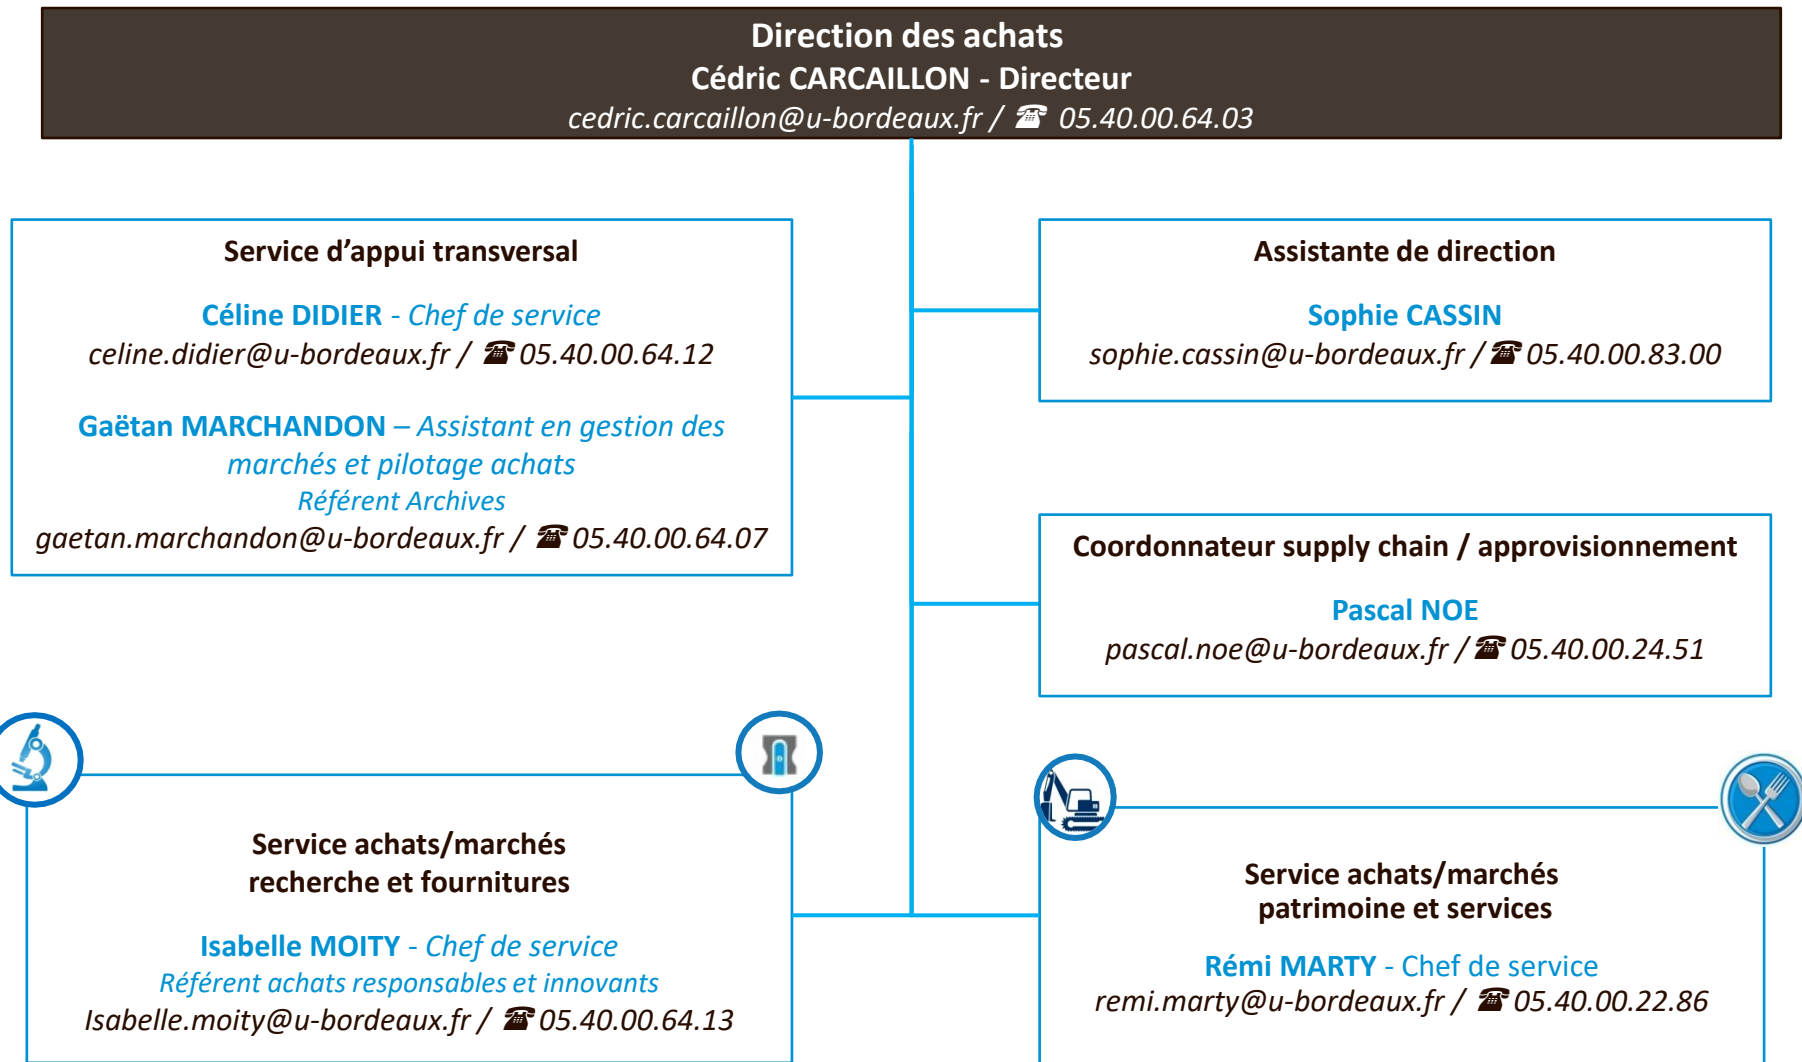 Direction des achats
Cédric CARCAILLON - Directeur
cedric.carcaillon@u-bordeaux.fr / ☎ 05.40.00.64.03
Service d’appui transversal
Céline DIDIER - Chef de service
celine.didier@u-bordeaux.fr / ☎ 05.40.00.64.12
Gaëtan MARCHANDON – Assistant en gestion des
marchés et pilotage achats
Référent Archives
gaetan.marchandon@u-bordeaux.fr / ☎ 05.40.00.64.07
Assistante de direction
Sophie CASSIN
sophie.cassin@u-bordeaux.fr / ☎ 05.40.00.83.00
Coordonnateur supply chain / approvisionnement
Pascal NOE
pascal.noe@u-bordeaux.fr / ☎ 05.40.00.24.51
Service achats/marchés
recherche et fournitures
Isabelle MOITY - Chef de service
Référent achats responsables et innovants
Isabelle.moity@u-bordeaux.fr / ☎ 05.40.00.64.13
Service achats/marchés
patrimoine et services
Rémi MARTY - Chef de service
remi.marty@u-bordeaux.fr / ☎ 05.40.00.22.86